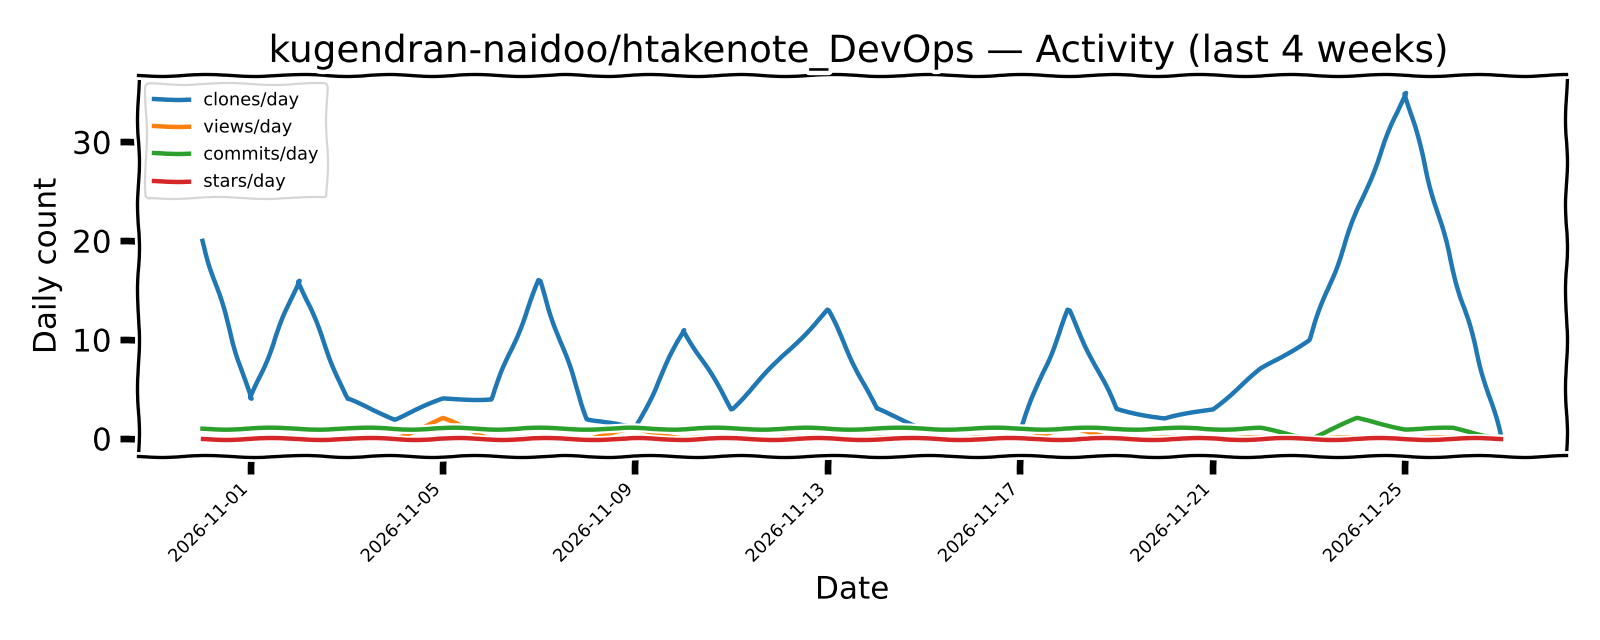 kugendran-naidoo/htakenote_DevOps — Activity (last 4 weeks)
clones/day
views/day
commits/day
stars/day
Daily count
30
20
10
0
2026-11-01
2026-11-05
2026-11-09
2026-11-13
2026-11-17
2026-11-21
2026-11-25
Date